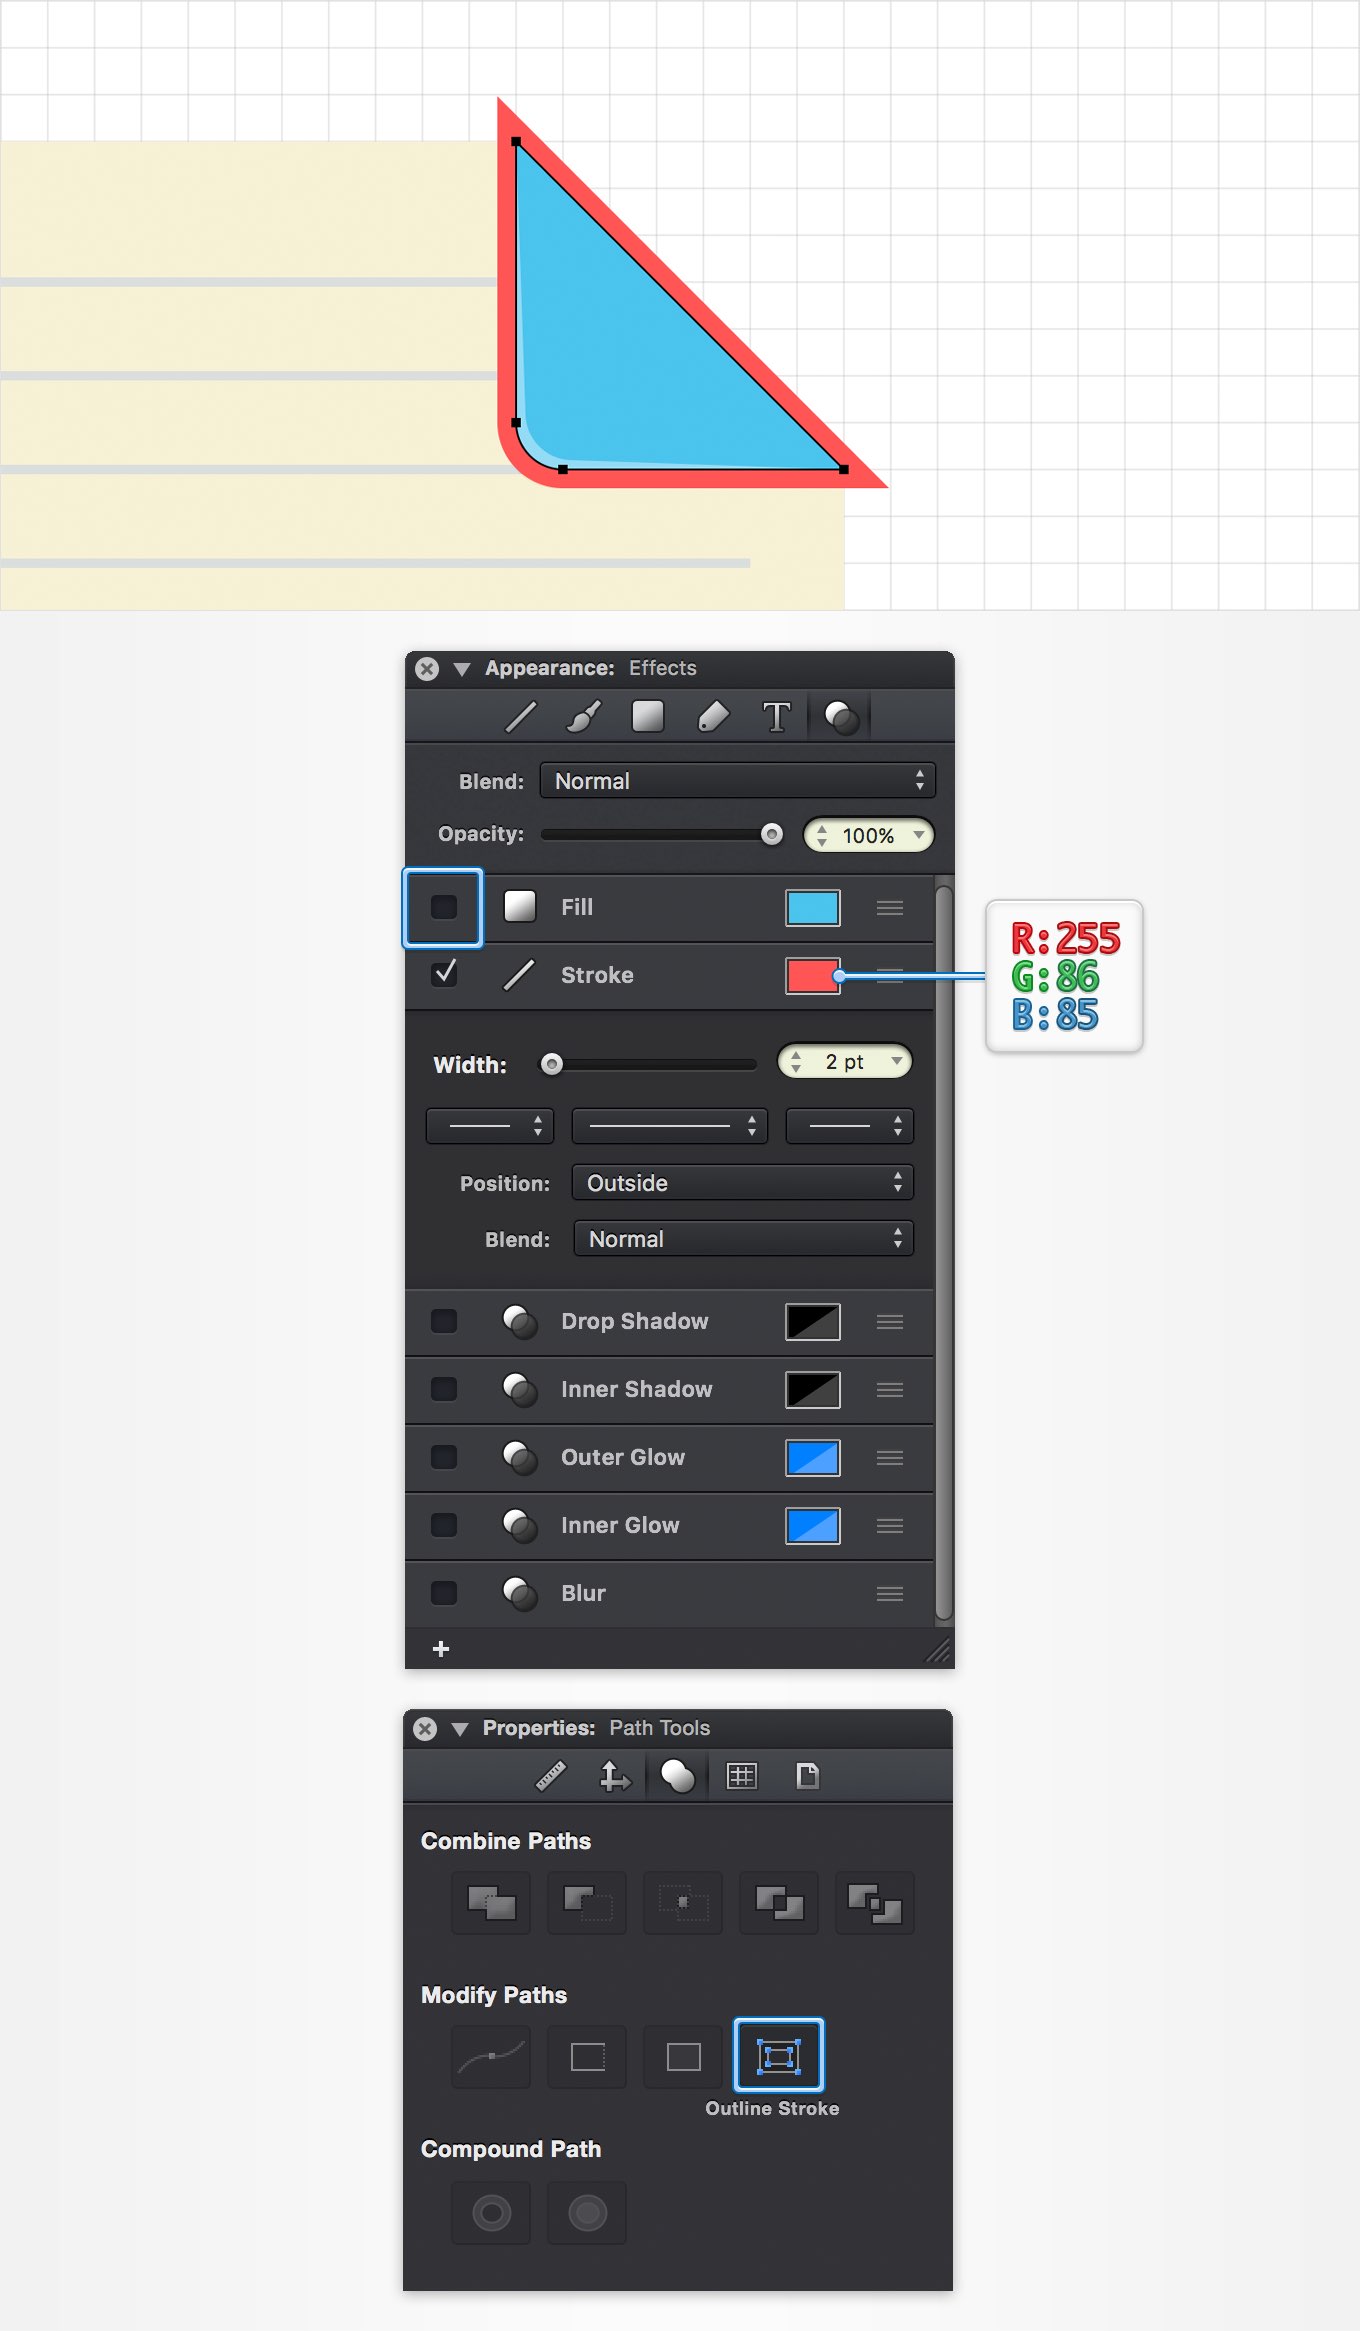 Appearance: Effects
T
Blend: Normal
Opacity: 100%
Fill
Stroke
R:255
G:86
B:85
Width: 2 pt
Position: Outside
Blend: Normal
Drop Shadow
Inner Shadow
Outer Glow
Inner Glow
Blur
+
Properties: Path Tools
Combine Paths
Modify Paths
Outline Stroke
Compound Path